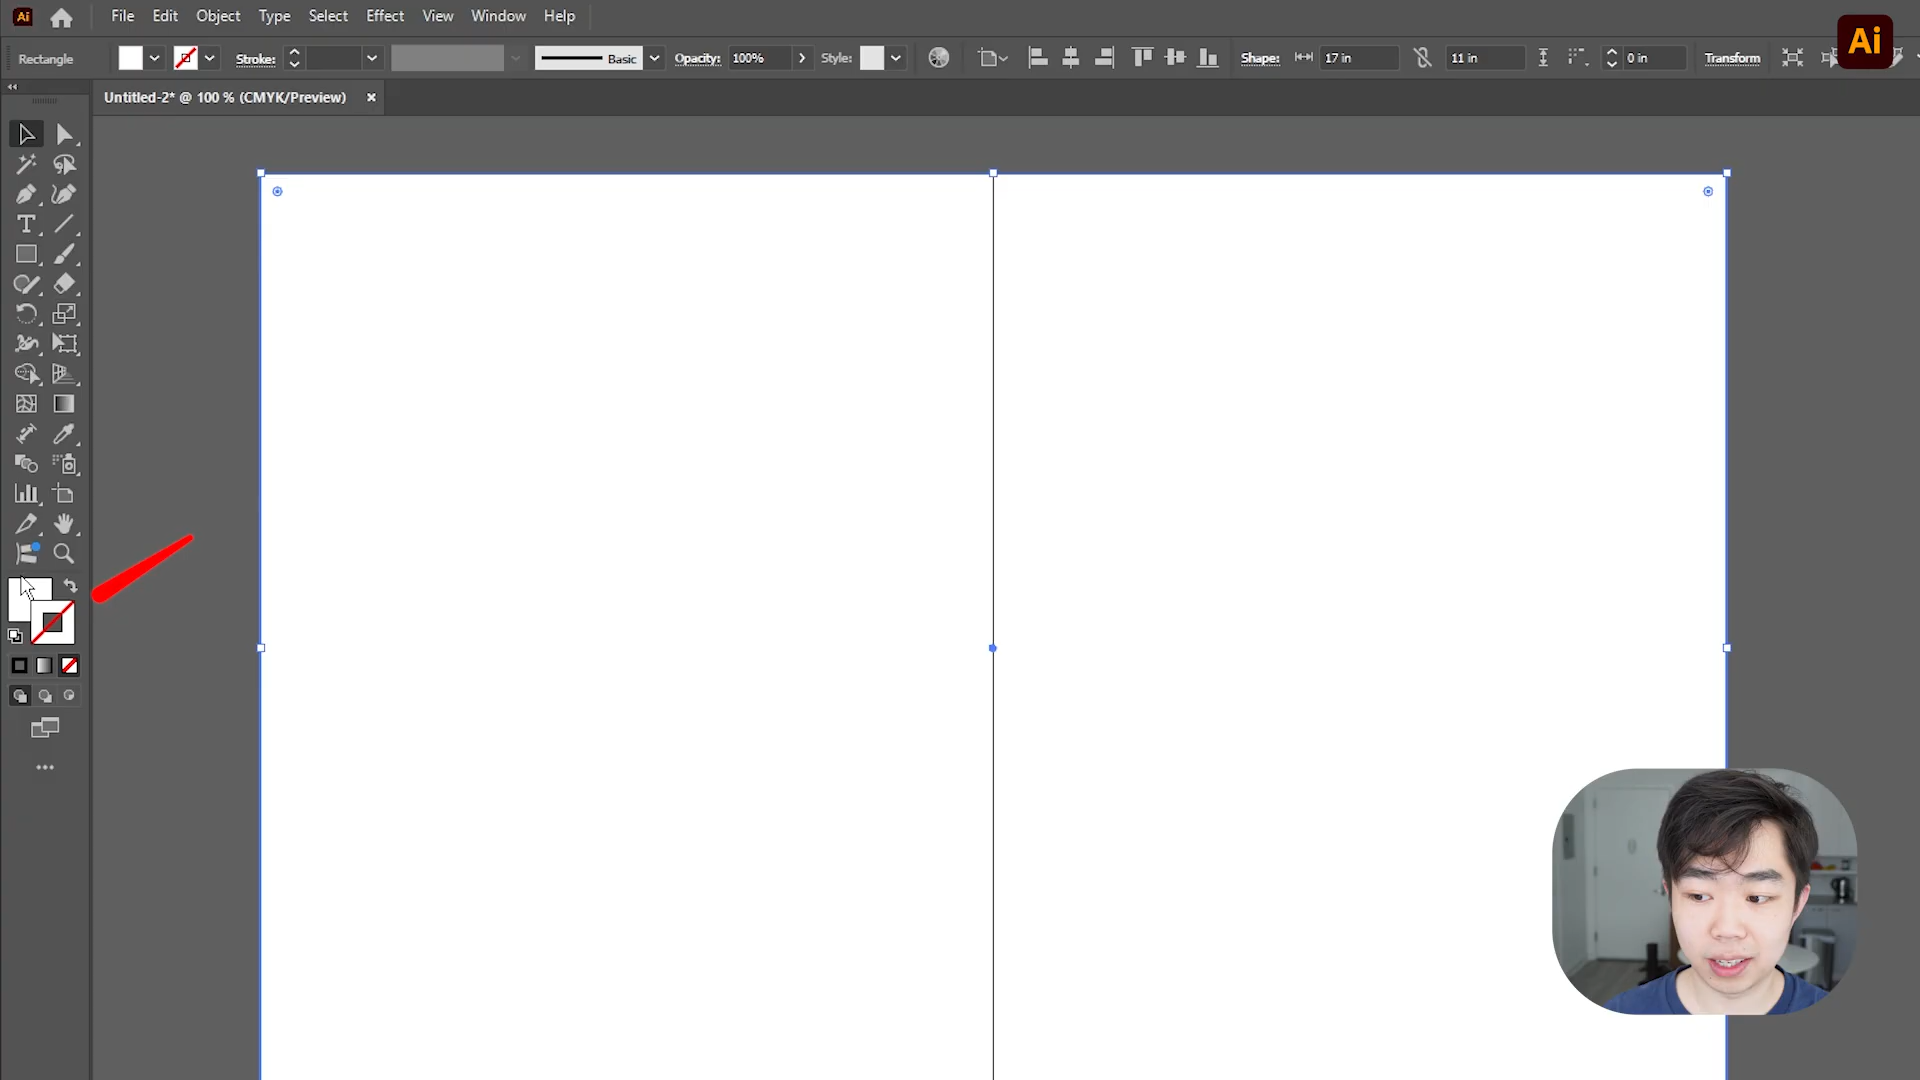 Ai File Edit Object Type Select Effect View Window Help
Rectangle Stroke: Basic Opacity: 100% Style: Shape: 17 in 11 in 0 in Transform
Ai
Untitled-2* @ 100 % (CMYK/Preview) ×
T